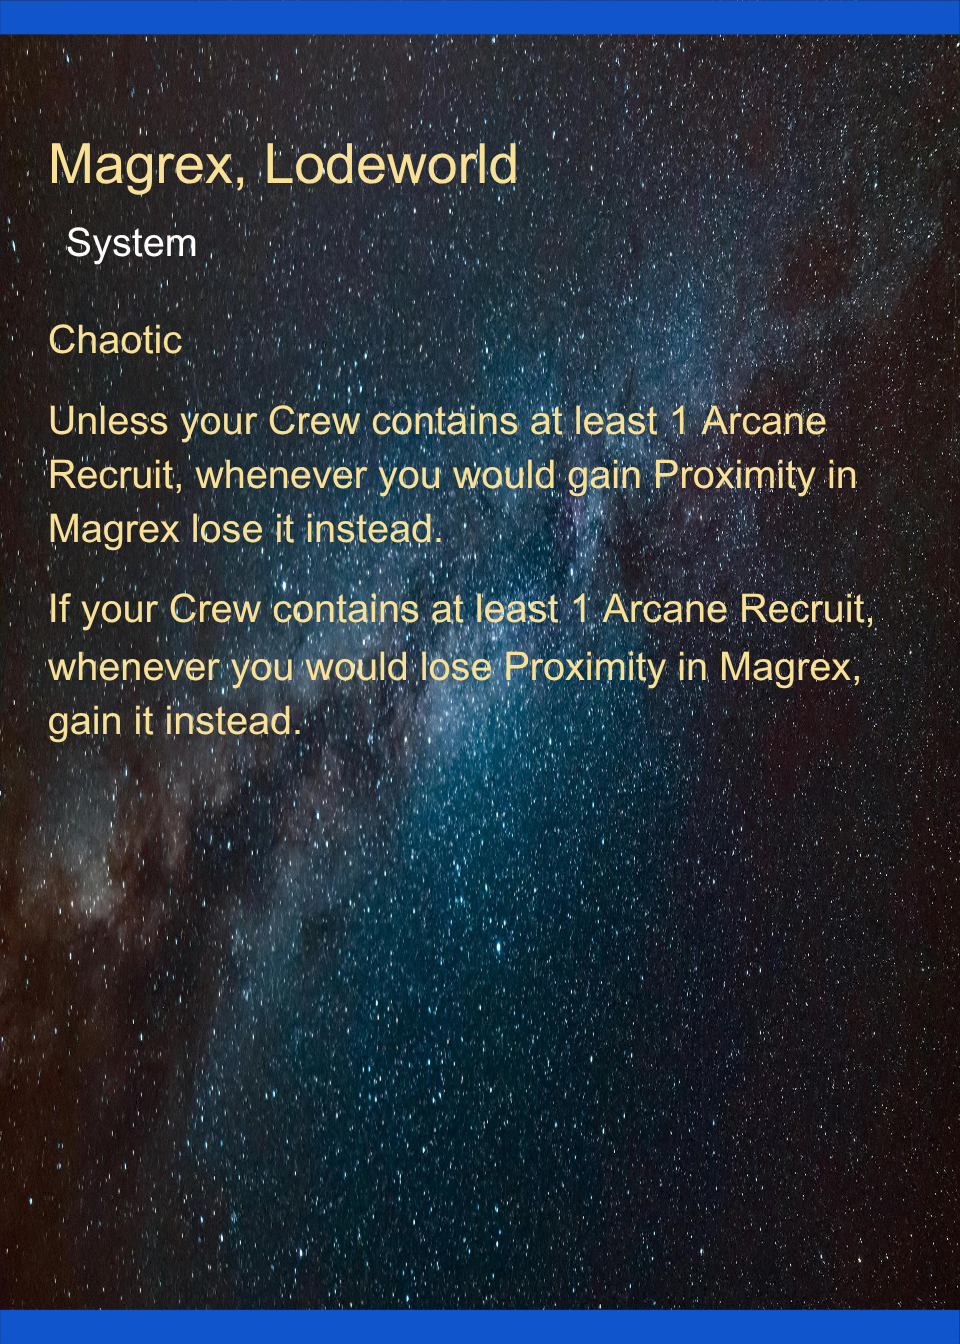 Magrex, Lodeworld
System
Chaotic
Unless your Crew contains at least 1 Arcane
Recruit, whenever you would gain Proximity in
Magrex lose it instead.
If your Crew contains at least 1 Arcane Recruit,
whenever you would lose Proximity in Magrex,
gain it instead.